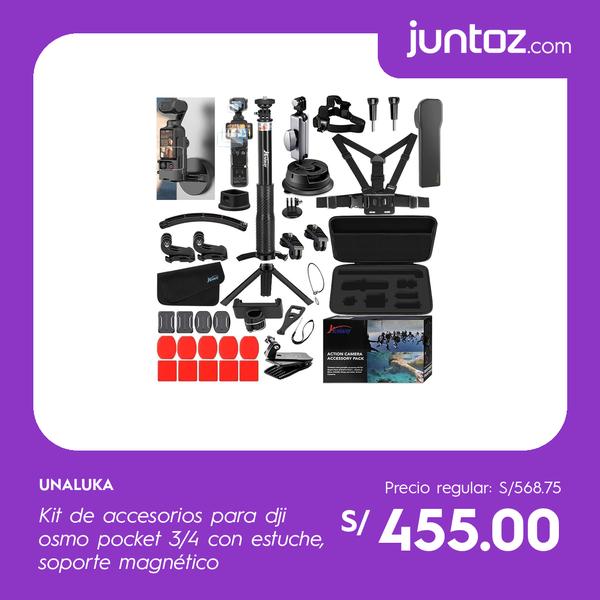 juntoz.com
ACTION CAMERA
ACCESSORY PACK
UNALUKA
Precio regular: S/568.75
Kit de accesorios para dji
osmo pocket 3/4 con estuche,
soporte magnético
S/ 455.00